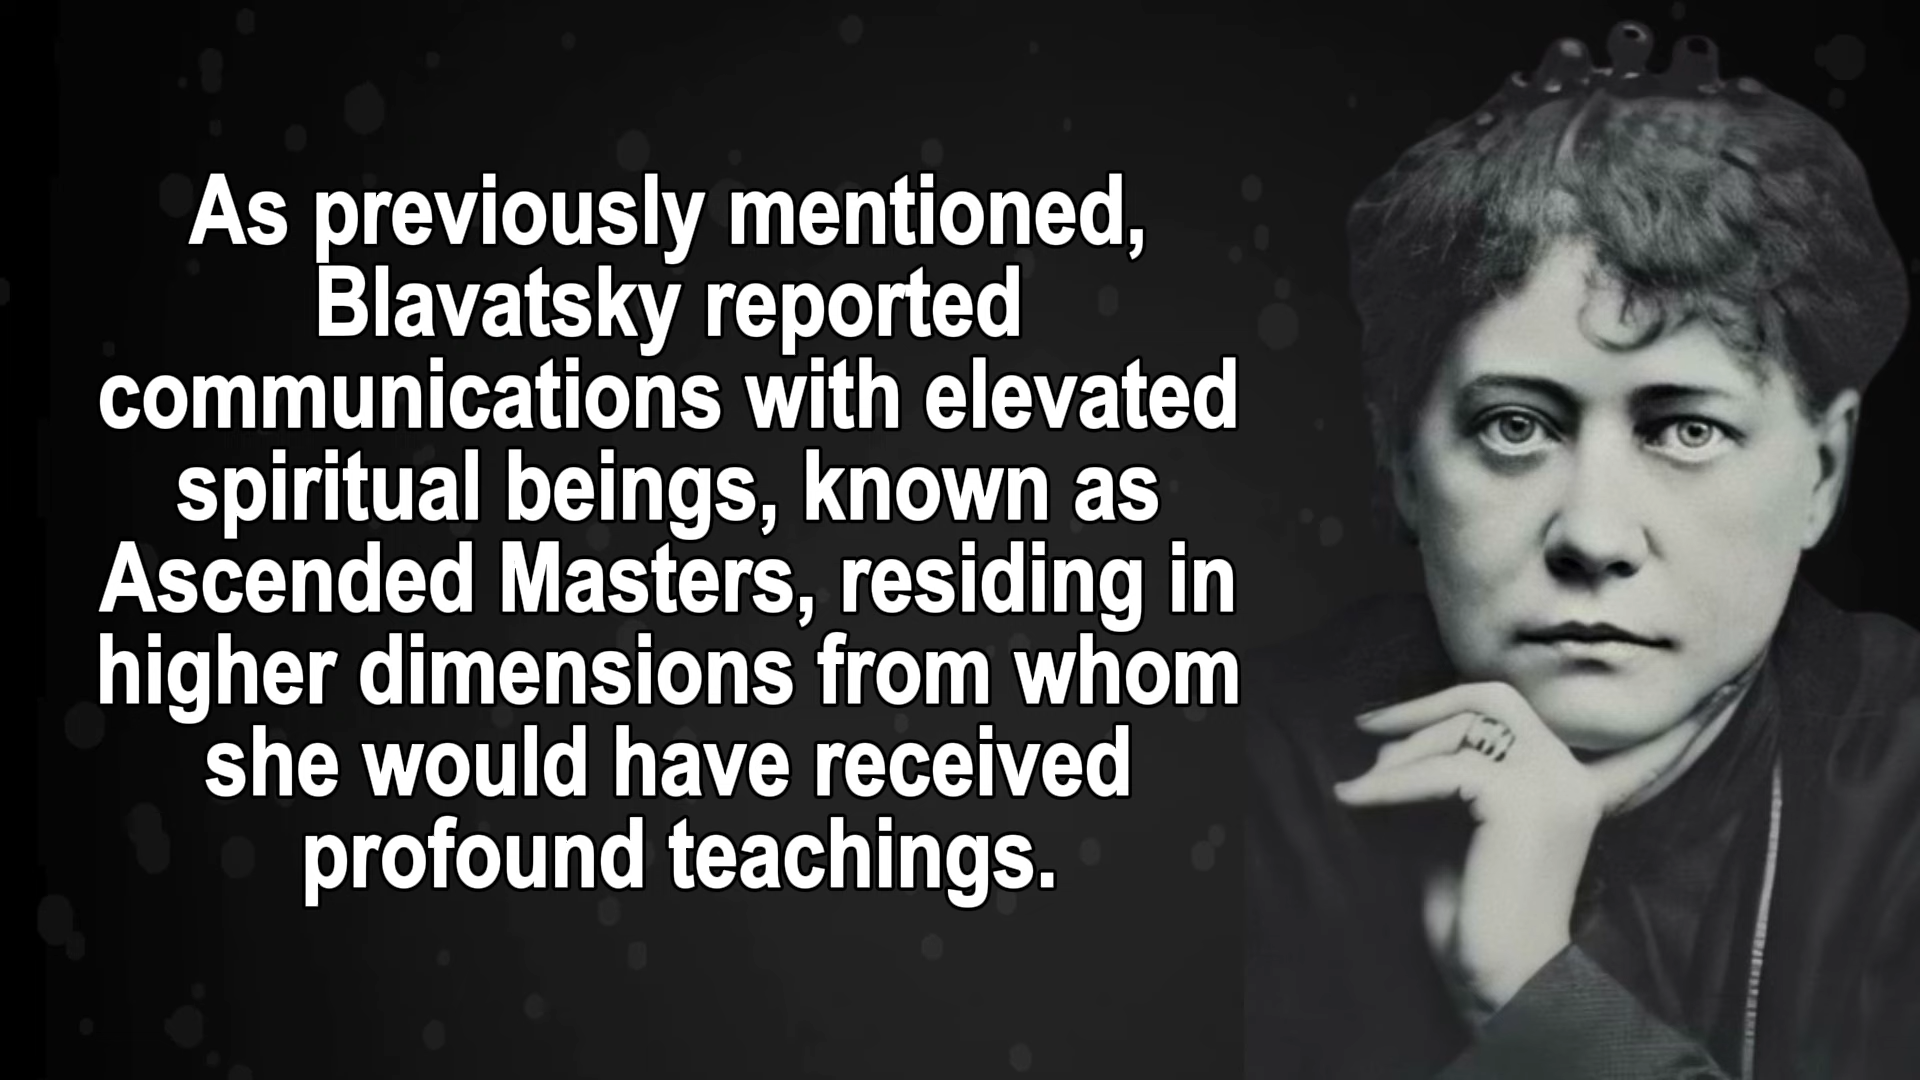 As previously mentioned,
Blavatsky reported
communications with elevated
spiritual beings, known as
Ascended Masters, residing in
higher dimensions from whom
she would have received
profound teachings.